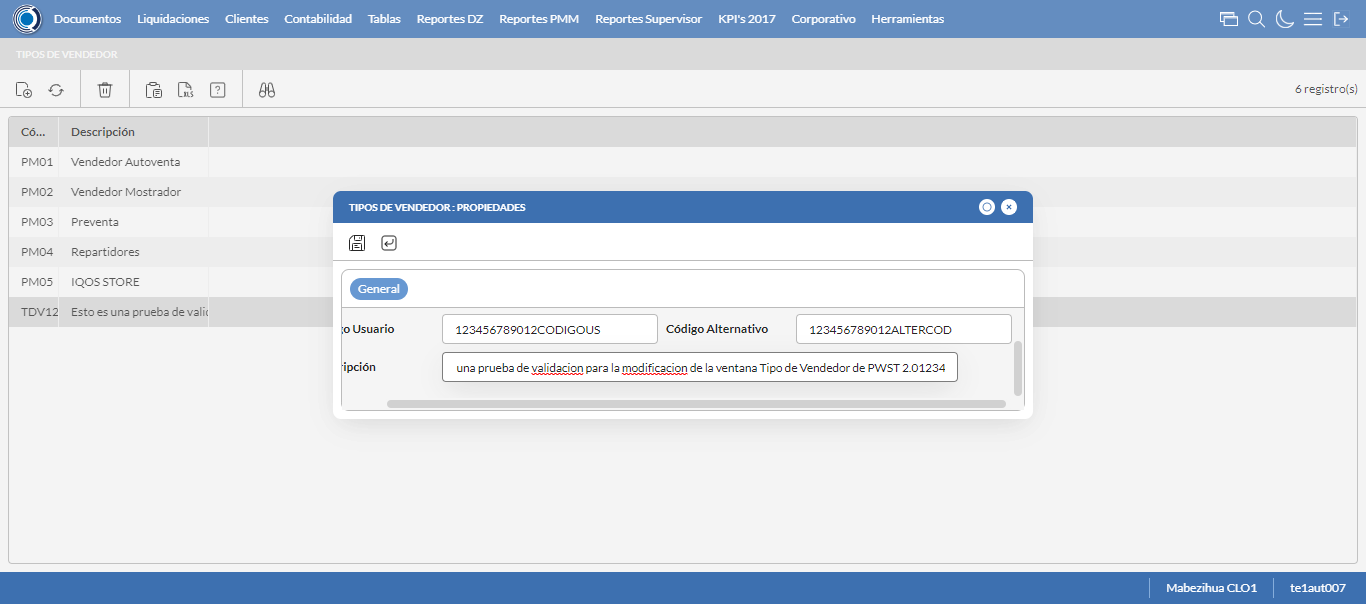 Documentos Liquidaciones Clientes Contabilidad Tablas Reportes DZ Reportes PMM Reportes Supervisor KPI's 2017 Corporativo Herramientas
TIPOS DE VENDEDOR
XLS ? 6 registro(s)
Có... Descripción
PM01 Vendedor Autoventa
PM02 Vendedor Mostrador
PM03 Preventa
PM04 Repartidores
PM05 IQOS STORE
TDV12 Esto es una prueba de valid
TIPOS DE VENDEDOR : PROPIEDADES
General
go Usuario 123456789012CODIGOUS Código Alternativo 123456789012ALTERCOD
ripción una prueba de validacion para la modificacion de la ventana Tipo de Vendedor de PWST 2.01234
Mabezihua CLO1 te1aut007